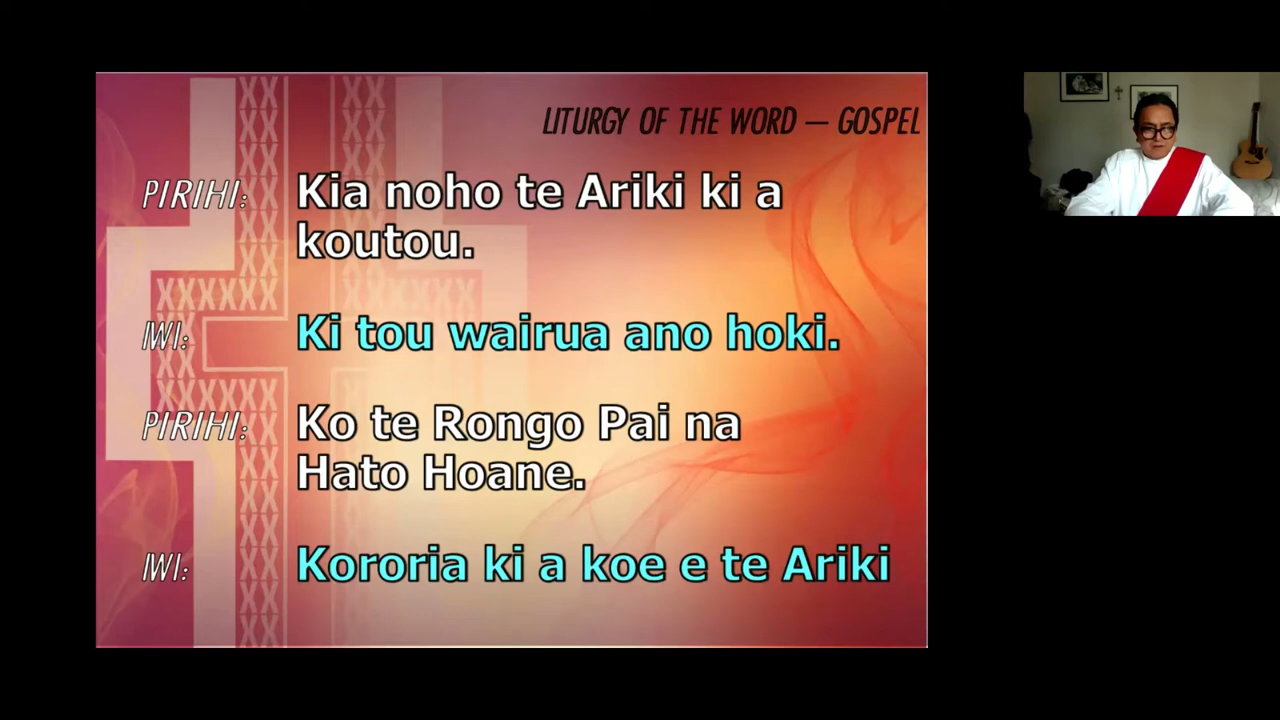 LITURGY OF THE WORD – GOSPEL
PIRIHI: Kia noho te Ariki ki a
koutou.
IWI: Ki tou wairua ano hoki.
PIRIHI: Ko te Rongo Pai na
Hato Hoane.
IWI: Kororia ki a koe e te Ariki